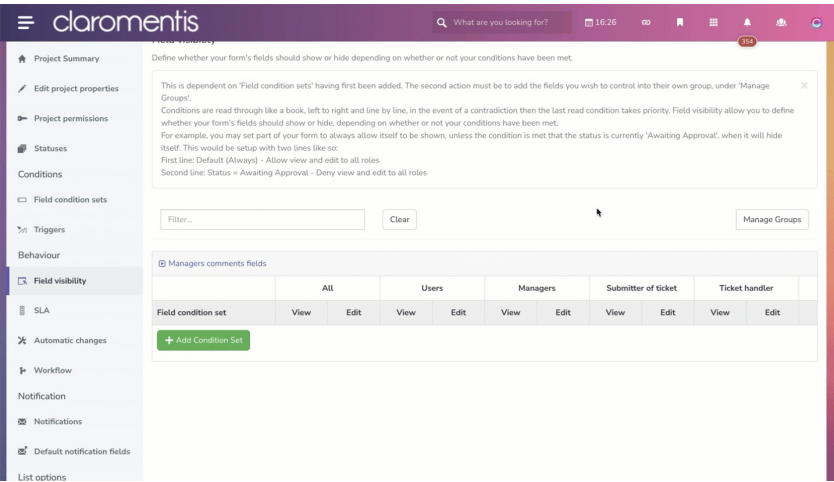 claromentis
What are you looking for?
16:26
354
Project Summary
Edit project properties
Project permissions
Statuses
Conditions
Field condition sets
Triggers
Behaviour
Field visibility
SLA
Automatic changes
Workflow
Notification
Notifications
Default notification fields
List options
Field visibility
Define whether your form's fields should show or hide depending on whether or not your conditions have been met.
This is dependent on 'Field condition sets' having first been added. The second action must be to add the fields you wish to control into their own group, under 'Manage
Groups'.
Conditions are read through like a book, left to right and line by line, in the event of a contradiction then the last read condition takes priority. Field visibility allow you to define
whether your form's fields should show or hide, depending on whether or not your conditions have been met.
For example, you may set part of your form to always allow itself to be shown, unless the condition is met that the status is currently 'Awaiting Approval', when it will hide
itself. This would be setup with two lines like so:
First line: Default (Always) - Allow view and edit to all roles
Second line: Status = Awaiting Approval - Deny view and edit to all roles
Filter...
Clear
Manage Groups
Managers comments fields
All Users Managers Submitter of ticket Ticket handler
Field condition set View Edit View Edit View Edit View Edit View Edit
+ Add Condition Set